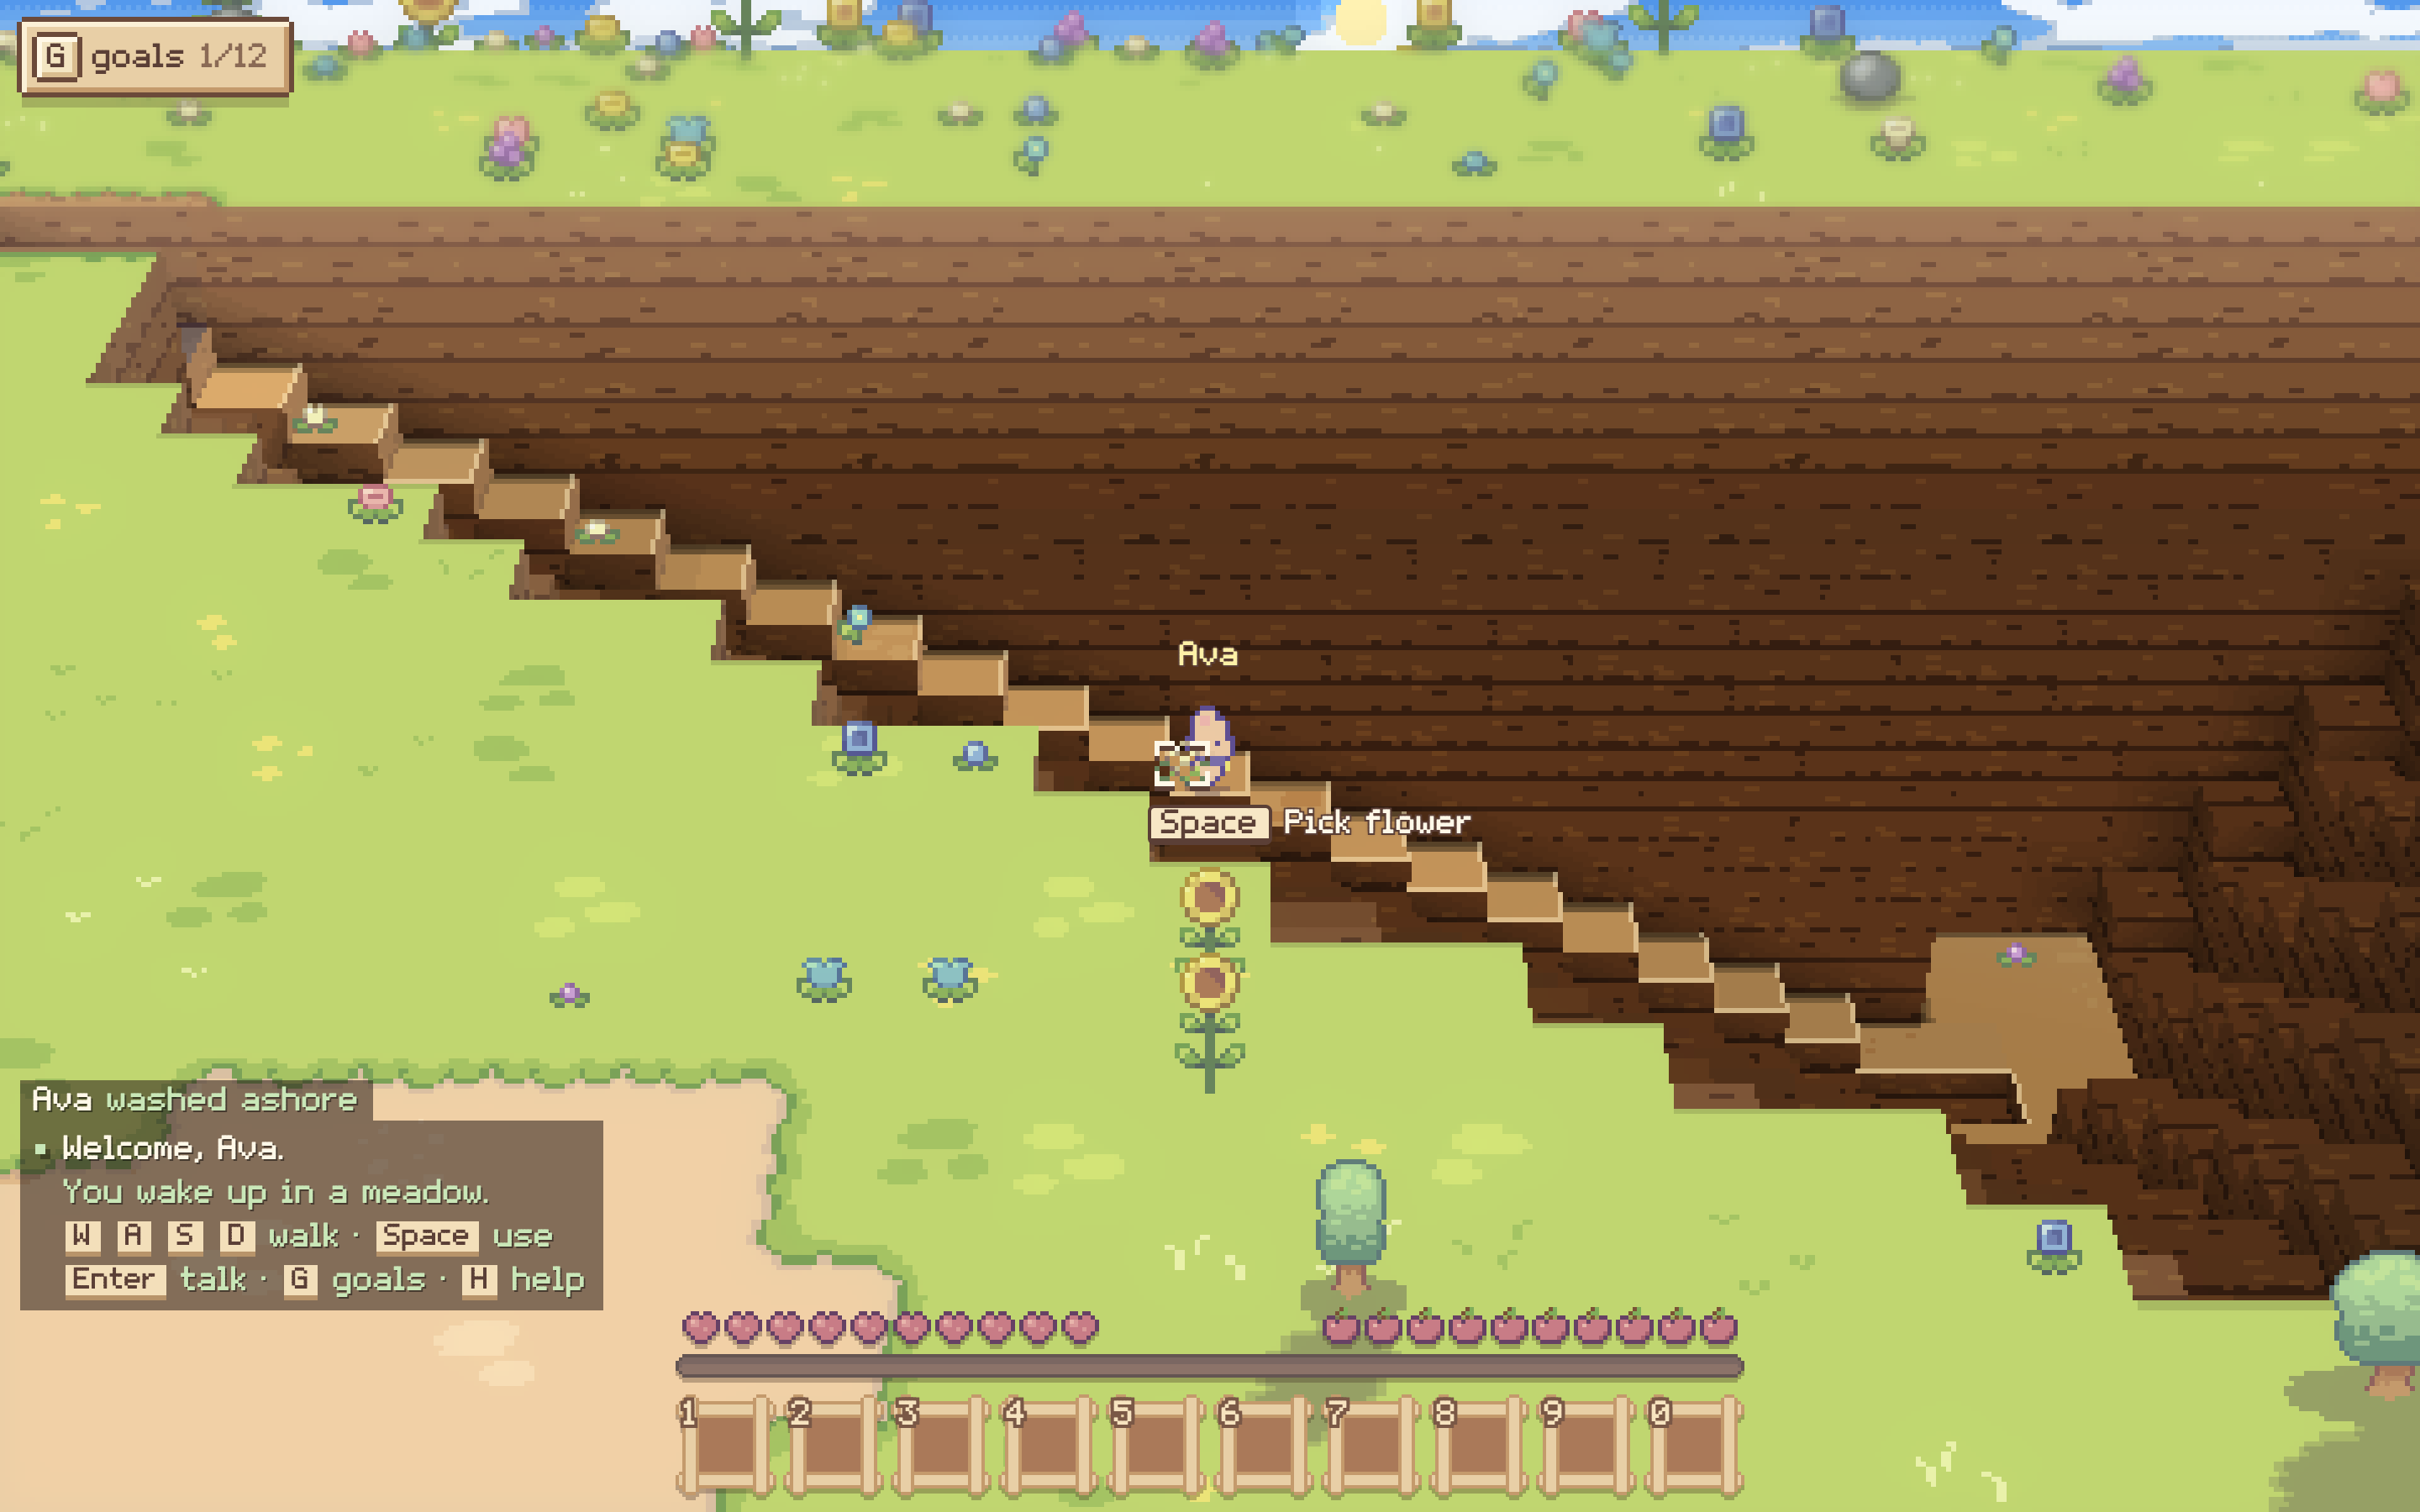 G goals 1/12
Ava
Space Pick flower
Ava washed ashore
Welcome, Ava.
You wake up in a meadow.
W A S D walk · Space use
Enter talk · G goals · H help
1 2 3 4 5 6 7 8 9 0